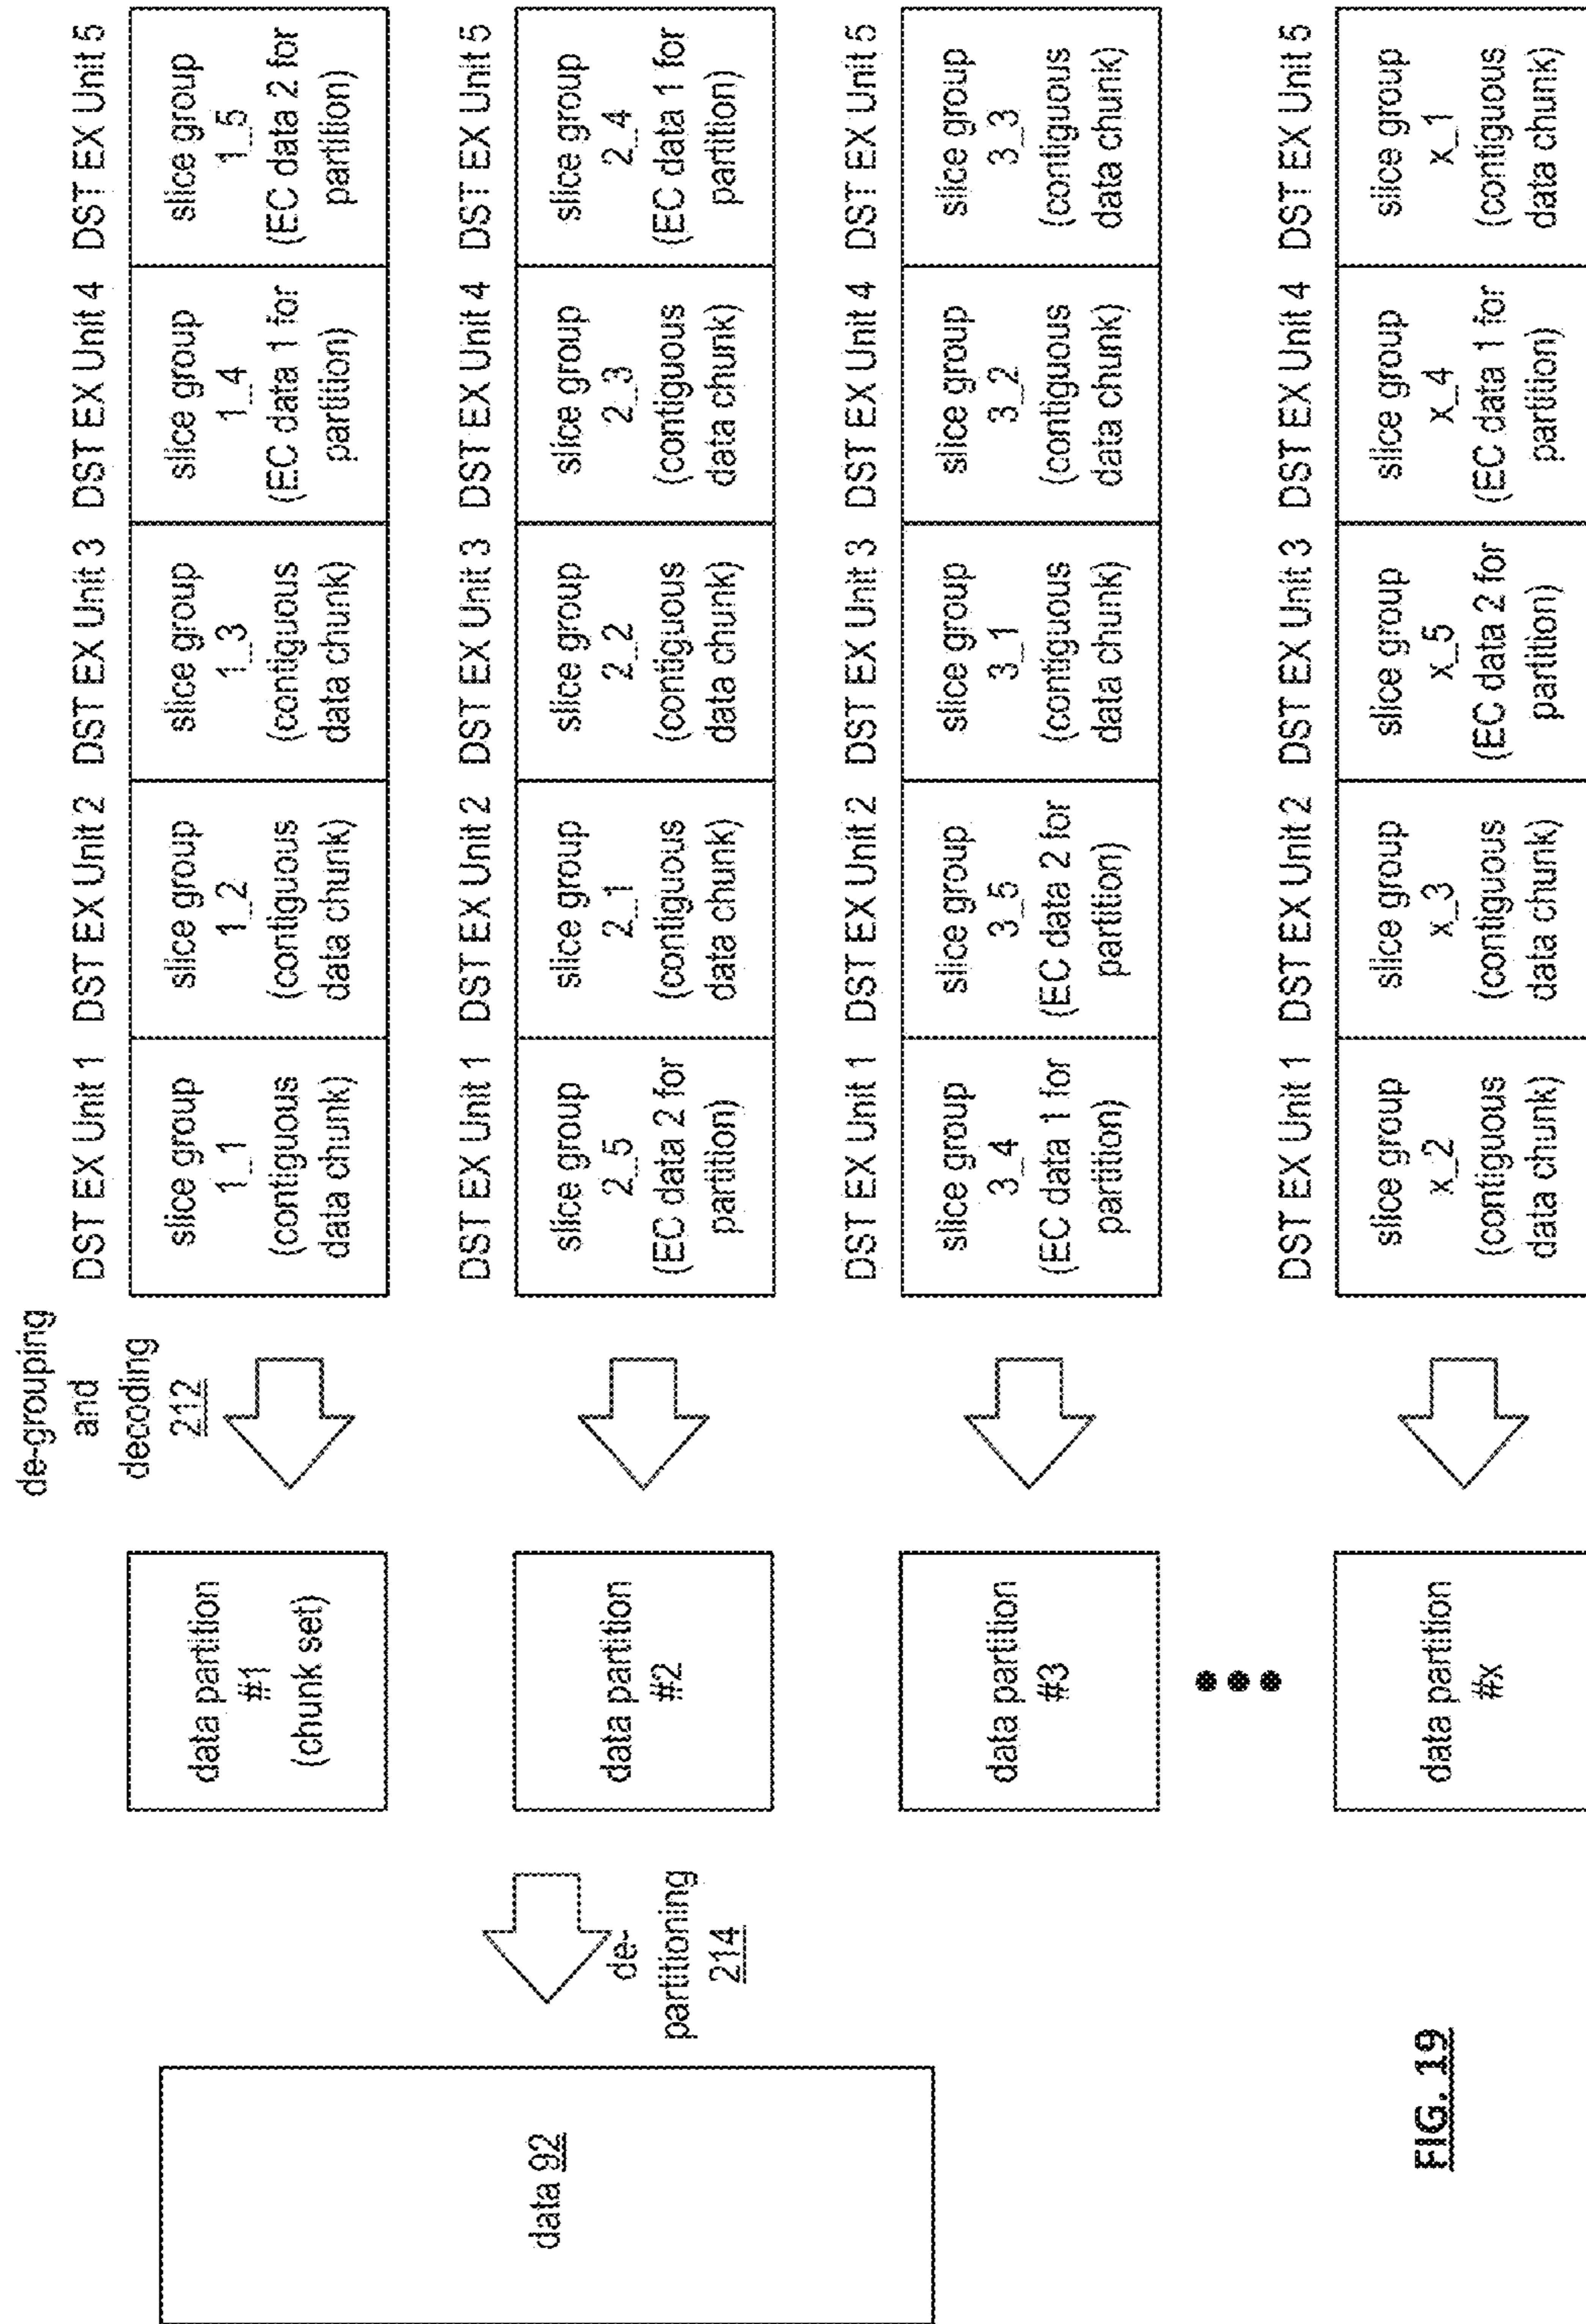 de-grouping
and
decoding
212
DST EX Unit 1 DST EX Unit 2 DST EX Unit 3 DST EX Unit 4 DST EX Unit 5
data partition
#1
(chunk set)
slice group
1_1
(contiguous
data chunk)
slice group
1_2
(contiguous
data chunk)
slice group
1_3
(contiguous
data chunk)
slice group
1_4
(EC data 1 for
partition)
slice group
1_5
(EC data 2 for
partition)
DST EX Unit 1 DST EX Unit 2 DST EX Unit 3 DST EX Unit 4 DST EX Unit 5
data 92
de-
partitioning
214
data partition
#2
slice group
2_5
(EC data 2 for
partition)
slice group
2_1
(contiguous
data chunk)
slice group
2_2
(contiguous
data chunk)
slice group
2_3
(contiguous
data chunk)
slice group
2_4
(EC data 1 for
partition)
DST EX Unit 1 DST EX Unit 2 DST EX Unit 3 DST EX Unit 4 DST EX Unit 5
data partition
#3
slice group
3_4
(EC data 1 for
partition)
slice group
3_5
(EC data 2 for
partition)
slice group
3_1
(contiguous
data chunk)
slice group
3_2
(contiguous
data chunk)
slice group
3_3
(contiguous
data chunk)
DST EX Unit 1 DST EX Unit 2 DST EX Unit 3 DST EX Unit 4 DST EX Unit 5
data partition
#x
slice group
x_2
(contiguous
data chunk)
slice group
x_3
(contiguous
data chunk)
slice group
x_5
(EC data 2 for
partition)
slice group
x_4
(EC data 1 for
partition)
slice group
x_1
(contiguous
data chunk)
FIG. 19